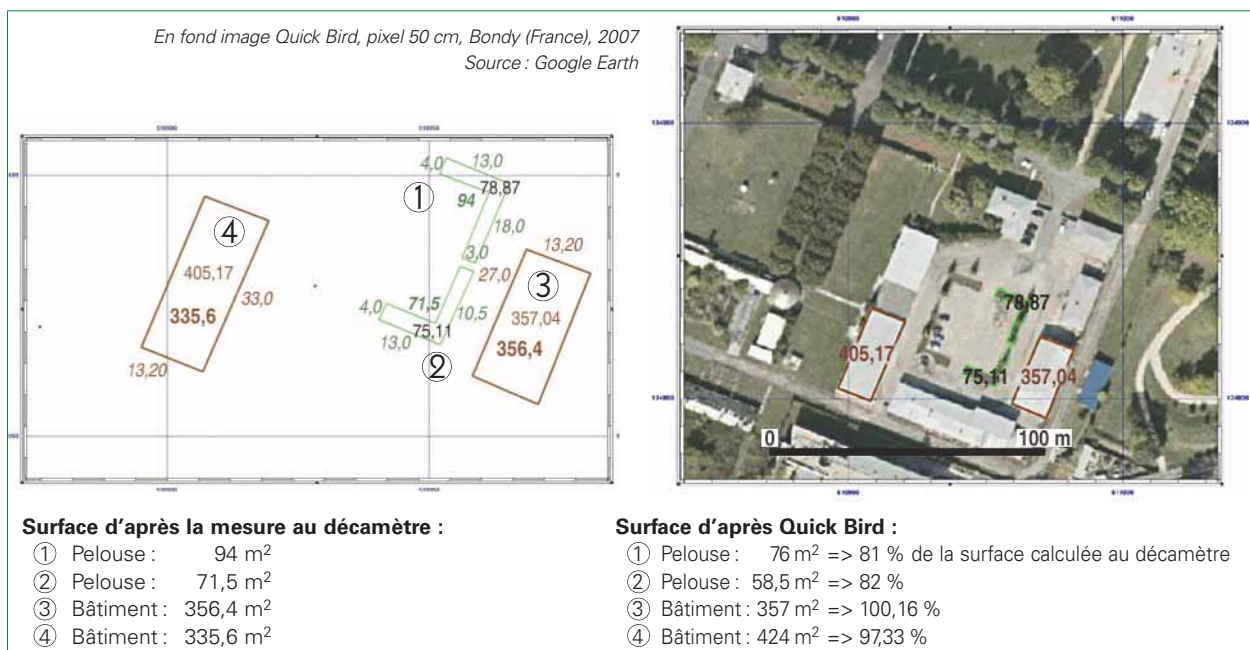 En fond image Quick Bird, pixel 50 cm, Bondy (France), 2007
Source : Google Earth
4,0
13,0
①
94
78,87
18,0
3,0
④
405,17
335,6
33,0
13,20
13,20
③
357,04
356,4
27,0
4,0
71,5
10,5
75,11
13,0
②
78,87
405,17
75,11
357,04
0
100 m
Surface d'après la mesure au décamètre :
① Pelouse : 94 m²
② Pelouse : 71,5 m²
③ Bâtiment : 356,4 m²
④ Bâtiment : 335,6 m²
Surface d'après Quick Bird :
① Pelouse : 76 m² => 81 % de la surface calculée au décamètre
② Pelouse : 58,5 m² => 82 %
③ Bâtiment : 357 m² => 100,16 %
④ Bâtiment : 424 m² => 97,33 %